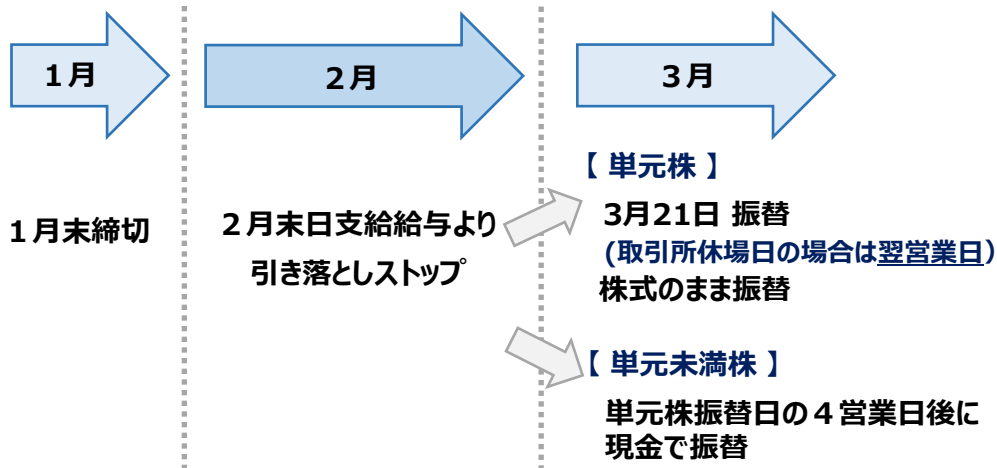 1月
2月
3月
1月末締切
2月末日支給給与より
引き落としストップ
【 単元株 】
3月21日 振替
(取引所休場日の場合は翌営業日）
株式のまま振替
【 単元未満株 】
単元株振替日の４営業日後に
現金で振替